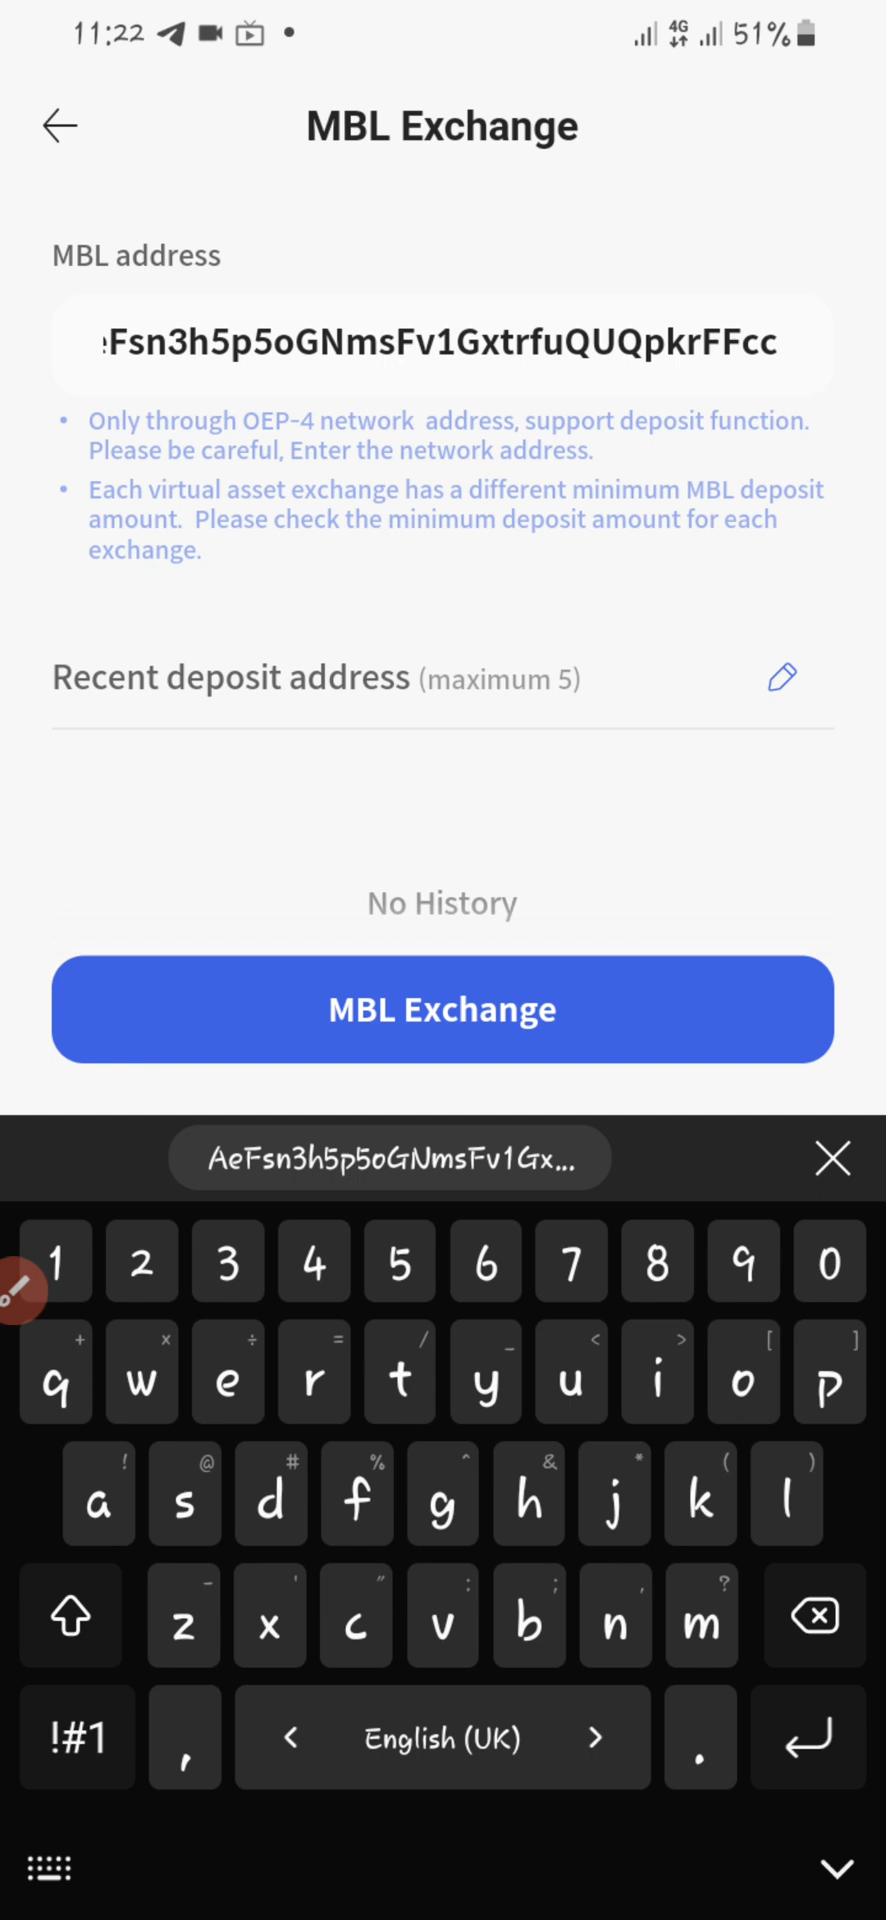 11:22 4G 51%
MBL Exchange
MBL address
eFsn3h5p5oGNmsFv1GxtrfuQUQpkrFFcc
• Only through OEP-4 network address, support deposit function.
Please be careful, Enter the network address.
• Each virtual asset exchange has a different minimum MBL deposit
amount. Please check the minimum deposit amount for each
exchange.
Recent deposit address (maximum 5)
No History
MBL Exchange
AeFsn3h5p5oGNmsFv1Gx...
1 2 3 4 5 6 7 8 9 0
+ × ÷ = / _ < > [ ]
q w e r t y u i o p
! @ # % ^ & * ( )
a s d f g h j k l
- ' " : ; , ?
z x c v b n m
!#1 , < English (UK) > .